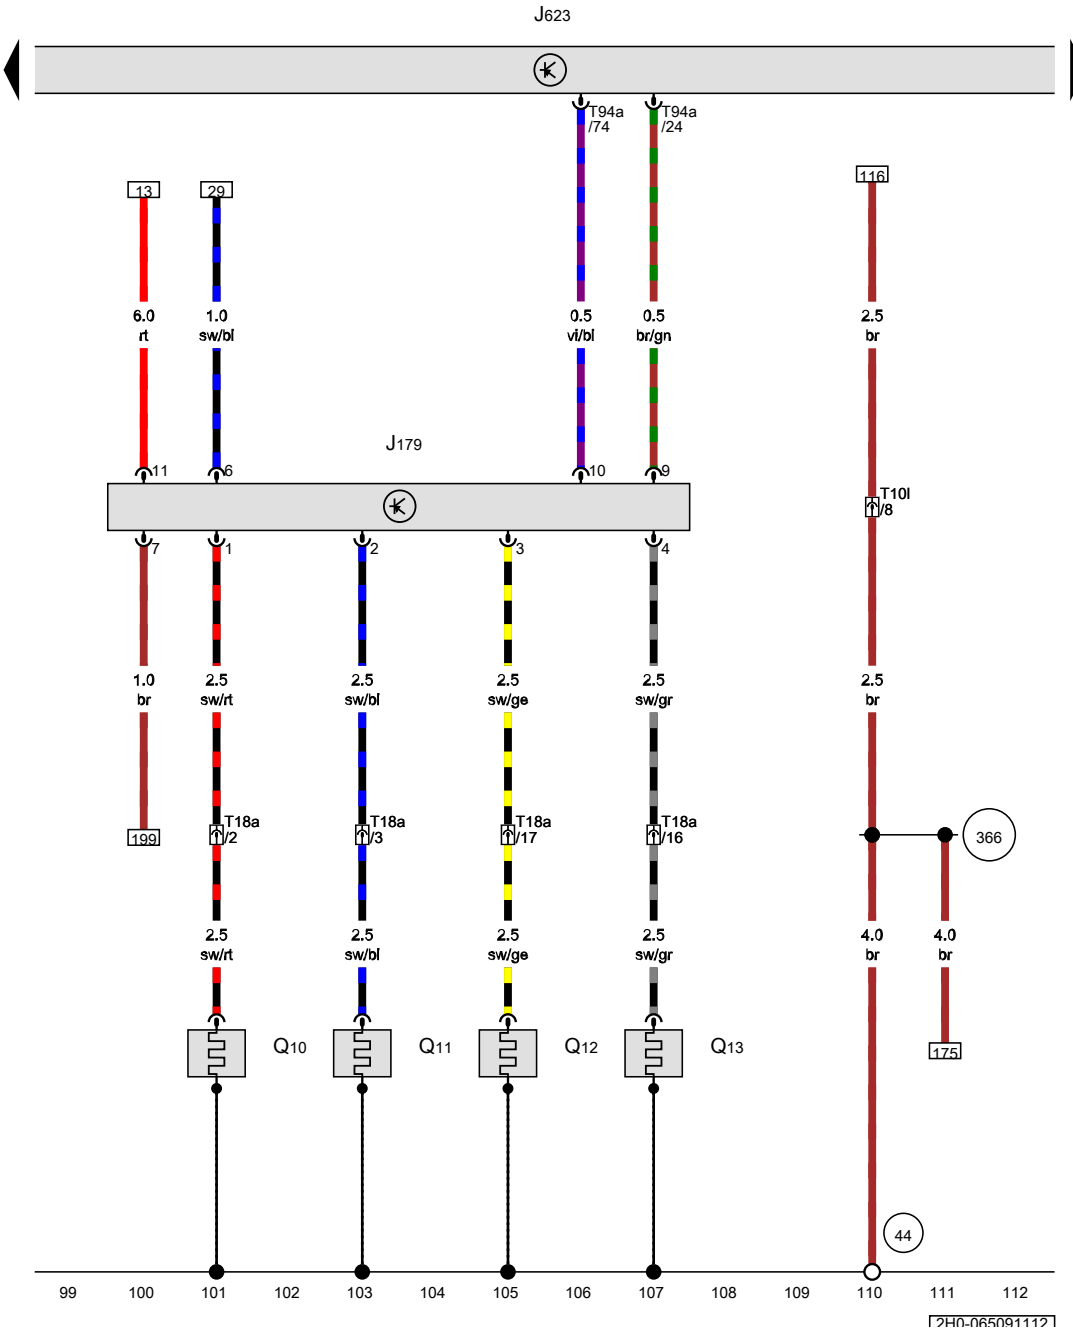 J623
T94a
/74
T94a
/24
13
29
116
6.0
rt
1.0
sw/bl
0.5
vi/bl
0.5
br/gn
2.5
br
J179
11
6
10
9
T10l
/8
7
1
2
3
4
1.0
br
2.5
sw/rt
2.5
sw/bl
2.5
sw/ge
2.5
sw/gr
2.5
br
199
T18a
/2
T18a
/3
T18a
/17
T18a
/16
366
2.5
sw/rt
2.5
sw/bl
2.5
sw/ge
2.5
sw/gr
4.0
br
4.0
br
Q10
Q11
Q12
Q13
175
44
99 100 101 102 103 104 105 106 107 108 109 110 111 112
2H0-065091112